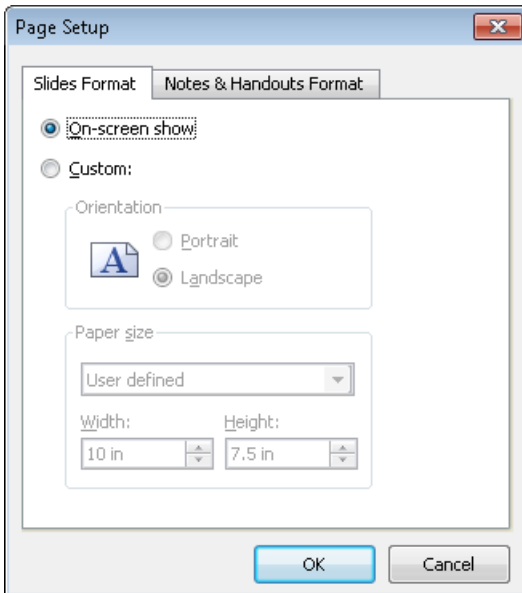 Page Setup
Slides Format Notes & Handouts Format
On-screen show
Custom:
Orientation
A
Portrait
Landscape
Paper size
User defined
Width: Height:
10 in 7.5 in
OK Cancel